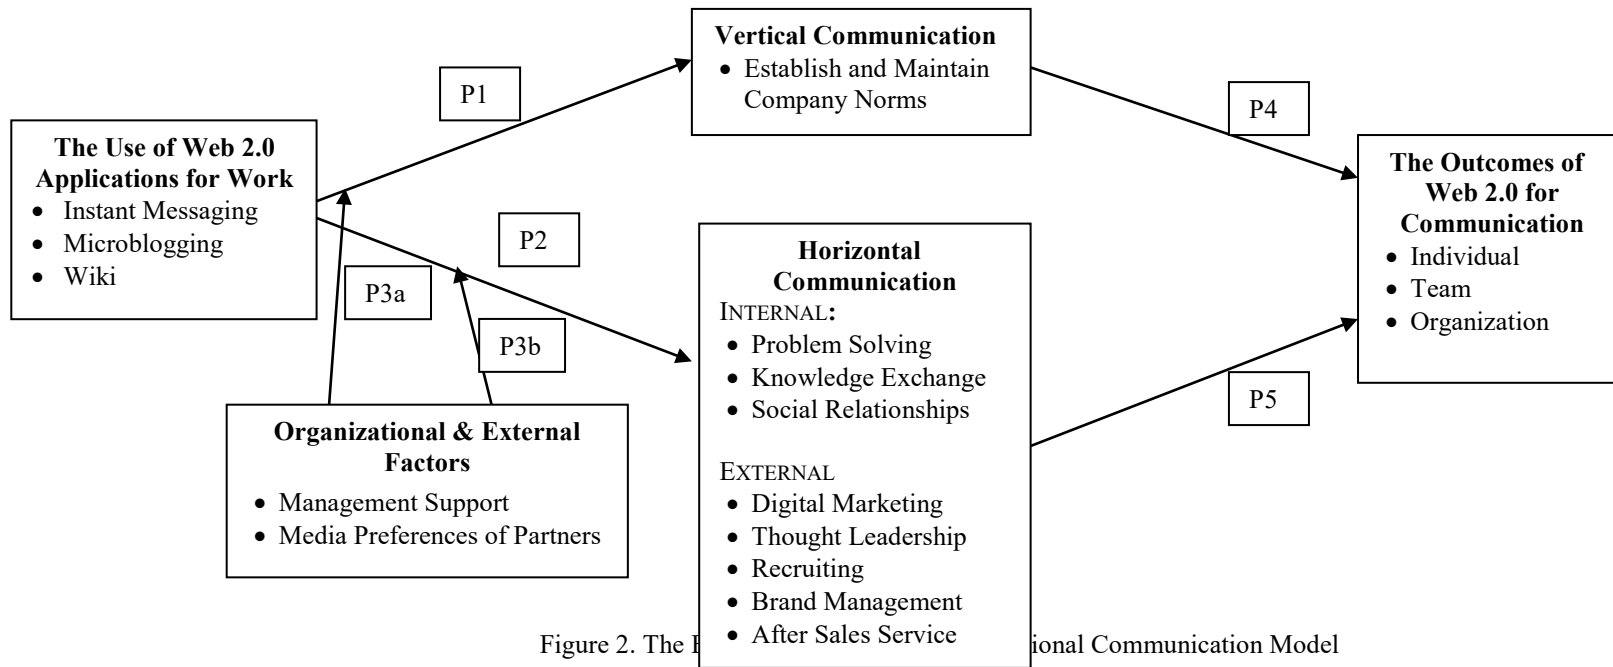 The Use of Web 2.0
Applications for Work
• Instant Messaging
• Microblogging
• Wiki
P1
P2
P3a
P3b
Organizational & External
Factors
• Management Support
• Media Preferences of Partners
Vertical Communication
• Establish and Maintain
Company Norms
Horizontal
Communication
INTERNAL:
• Problem Solving
• Knowledge Exchange
• Social Relationships
EXTERNAL
• Digital Marketing
• Thought Leadership
• Recruiting
• Brand Management
• After Sales Service
P4
P5
The Outcomes of
Web 2.0 for
Communication
• Individual
• Team
• Organization
Figure 2. The ional Communication Model